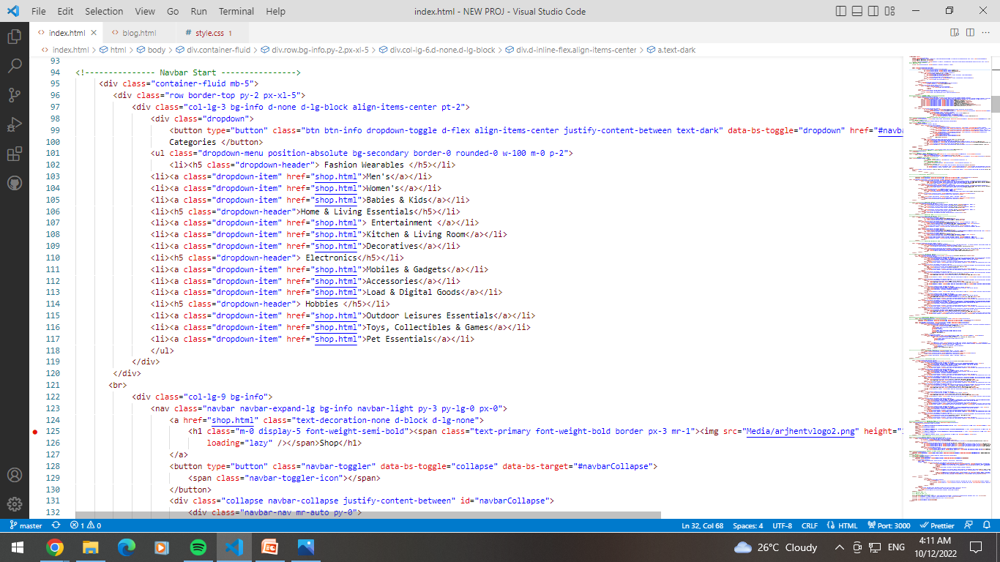 File Edit Selection View Go Run Terminal Help index.html - NEW PROJ - Visual Studio Code
index.html blog.html # style.css 1
index.html > html > body > div.container-fluid > div.row.bg-info.py-2.px-xl-5 > div.col-lg-6.d-none.d-lg-block > div.d-inline-flex.align-items-center > a.text-dark
93
94 <!--------------- Navbar Start ---------------->
95 <div class="container-fluid mb-5">
96 <div class="row border-top py-2 px-xl-5">
97 <div class="col-lg-3 bg-info d-none d-lg-block align-items-center pt-2">
98 <div class="dropdown">
99 <button type="button" class="btn btn-info dropdown-toggle d-flex align-items-center justify-content-between text-dark" data-bs-toggle="dropdown" href="#navba
100 Categories </button>
101 <ul class="dropdown-menu position-absolute bg-secondary border-0 rounded-0 w-100 m-0 p-2">
102 <li><h5 class="dropdown-header"> Fashion Wearables </h5></li>
103 <li><a class="dropdown-item" href="shop.html">Men's</a></li>
104 <li><a class="dropdown-item" href="shop.html">Women's</a></li>
105 <li><a class="dropdown-item" href="shop.html">Babies & Kids</a></li>
106 <li><h5 class="dropdown-header">Home & Living Essentials</h5></li>
107 <li><a class="dropdown-item" href="shop.html"> Entertainment</a></li>
108 <li><a class="dropdown-item" href="shop.html">Kitchen & Dining Room</a></li>
109 <li><a class="dropdown-item" href="shop.html">Decoratives</a></li>
110 <li><h5 class="dropdown-header"> Electronics</h5></li>
111 <li><a class="dropdown-item" href="shop.html">Mobiles & Gadgets</a></li>
112 <li><a class="dropdown-item" href="shop.html">Accessories</a></li>
113 <li><a class="dropdown-item" href="shop.html">Load & Digital Goods</a></li>
114 <li><h5 class="dropdown-header"> Hobbies </h5></li>
115 <li><a class="dropdown-item" href="shop.html">Outdoor Leisure Essentials</a></li>
116 <li><a class="dropdown-item" href="shop.html">Toys, Learnings & Games</a></li>
117 <li><a class="dropdown-item" href="shop.html">Pet Essentials</a></li>
118 </ul>
119 </div>
120 </div>
121 <br>
122 <div class="col-lg-9 bg-info">
123 <nav class="navbar navbar-expand-lg bg-info navbar-light py-3 py-lg-0 px-0">
124 <a href="shop.html" class="text-decoration-none d-block d-lg-none">
125 <h1 class="m-0 display-5 font-weight-semi-bold"><span class="text-primary font-weight-bold border px-3 mr-1"><img src="Media/arjhentvlogo2.png" height="
126 loading="lazy" /></span>Shop</h1>
127 </a>
128 <button type="button" class="navbar-toggler" data-bs-toggle="collapse" data-bs-target="#navbarCollapse">
129 <span class="navbar-toggler-icon"></span>
130 </button>
131 <div class="collapse navbar-collapse justify-content-between" id="navbarCollapse">
132 <div class="navbar-nav mr-auto py-0">
master 1 0 Ln 32, Col 68 Spaces: 4 UTF-8 CRLF HTML Port: 3000 Prettier
26°C Cloudy ENG 4:11 AM
10/12/2022